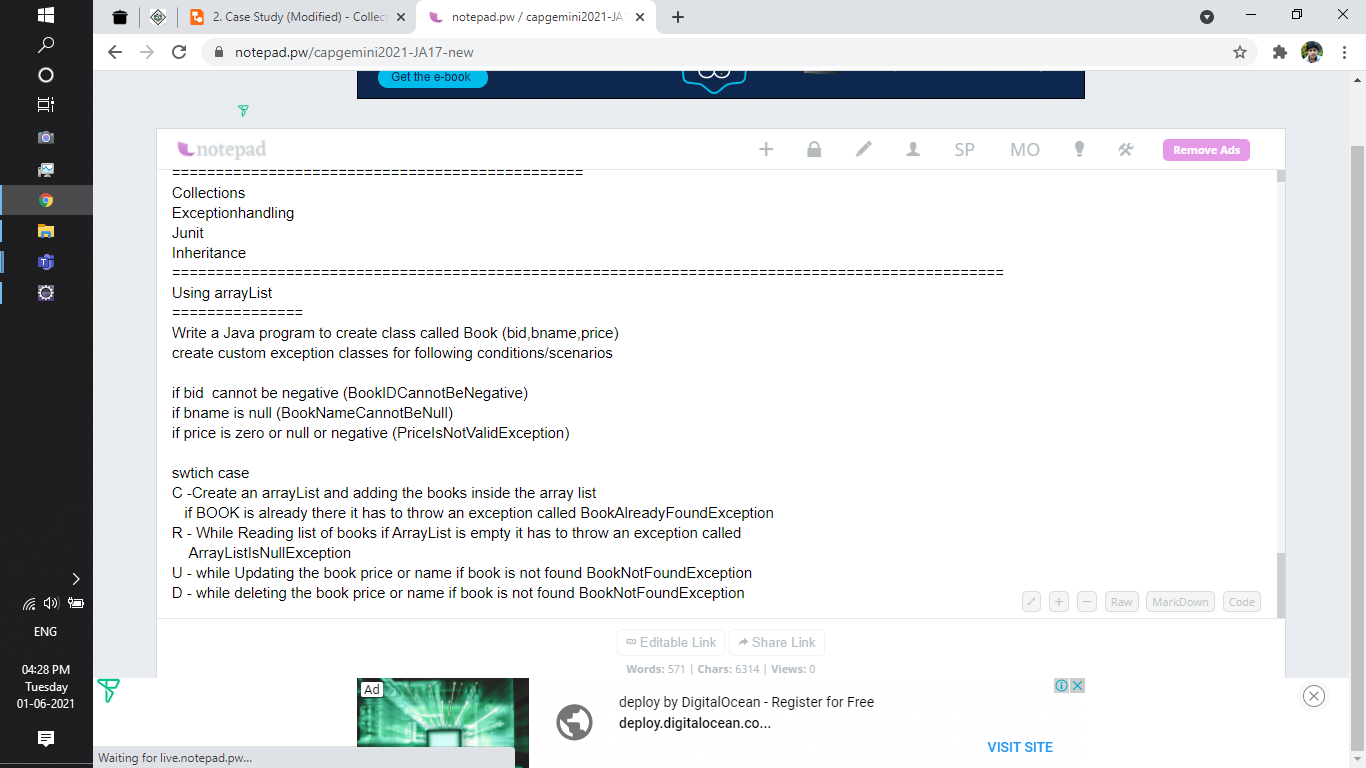 2. Case Study (Modified) - Collec
notepad.pw / capgemini2021-JA
notepad.pw/capgemini2021-JA17-new
Get the e-book
notepad
SP
MO
Remove Ads
===============================================
Collections
Exceptionhandling
Junit
Inheritance
===============================================================================================
Using arrayList
===============
Write a Java program to create class called Book (bid,bname,price)
create custom exception classes for following conditions/scenarios
if bid  cannot be negative (BookIDCannotBeNegative)
if bname is null (BookNameCannotBeNull)
if price is zero or null or negative (PriceIsNotValidException)
swtich case
C -Create an arrayList and adding the books inside the array list
if BOOK is already there it has to throw an exception called BookAlreadyFoundException
R - While Reading list of books if ArrayList is empty it has to throw an exception called
ArrayListIsNullException
U - while Updating the book price or name if book is not found BookNotFoundException
D - while deleting the book price or name if book is not found BookNotFoundException
Raw
MarkDown
Code
Editable Link
Share Link
Words: 571 | Chars: 6314 | Views: 0
Ad
deploy by DigitalOcean - Register for Free
deploy.digitalocean.co...
VISIT SITE
Waiting for live.notepad.pw...
ENG
04:28 PM
Tuesday
01-06-2021